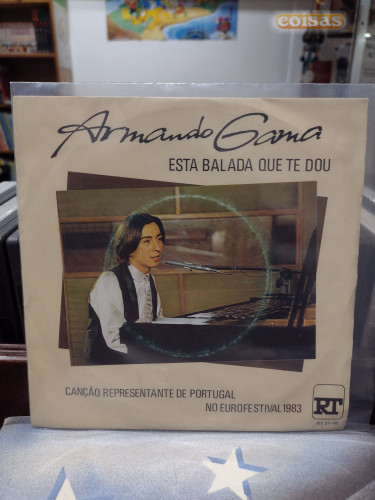 coisas
Armando Gama
ESTA BALADA QUE TE DOU
CANÇÃO REPRESENTANTE DE PORTUGAL
NO EUROFESTIVAL 1983
RT